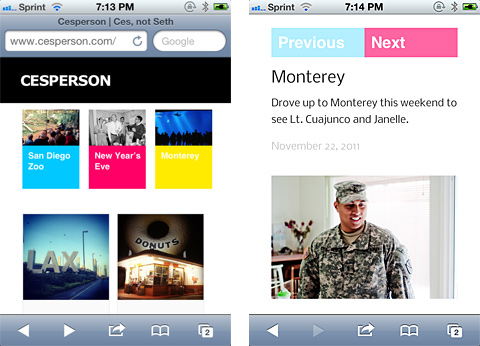 Sprint
7:13 PM
Cesperson | Ces, not Seth
www.cesperson.com/
Google
CESPERSON
San Diego
Zoo
New Year's
Eve
Monterey
LAX
DONUTS
2
Sprint
7:14 PM
Previous
Next
Monterey
Drove up to Monterey this weekend to
see Lt. Cuajunco and Janelle.
November 22, 2011
2